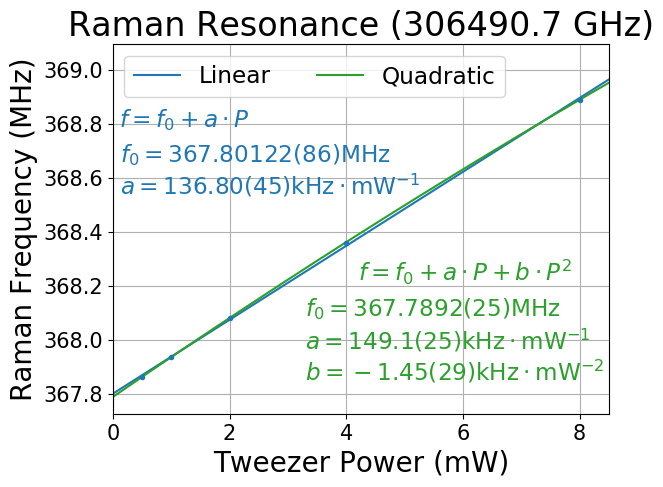 Raman Resonance (306490.7 GHz)
Linear
Quadratic
f = f₀ + a · P
f₀ = 367.80122(86)MHz
a = 136.80(45)kHz · mW⁻¹
f = f₀ + a · P + b · P²
f₀ = 367.7892(25)MHz
a = 149.1(25)kHz · mW⁻¹
b = −1.45(29)kHz · mW⁻²
Raman Frequency (MHz)
369.0
368.8
368.6
368.4
368.2
368.0
367.8
0 2 4 6 8
Tweezer Power (mW)